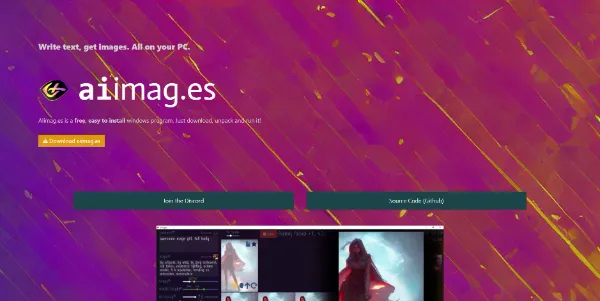 Write text, get Images. All on your PC.
aiimag.es
AIimag.es is a free, easy to install windows program. Just download, unpack and run it!
Download aiimag.es
Join the Discord
Source Code (Github)